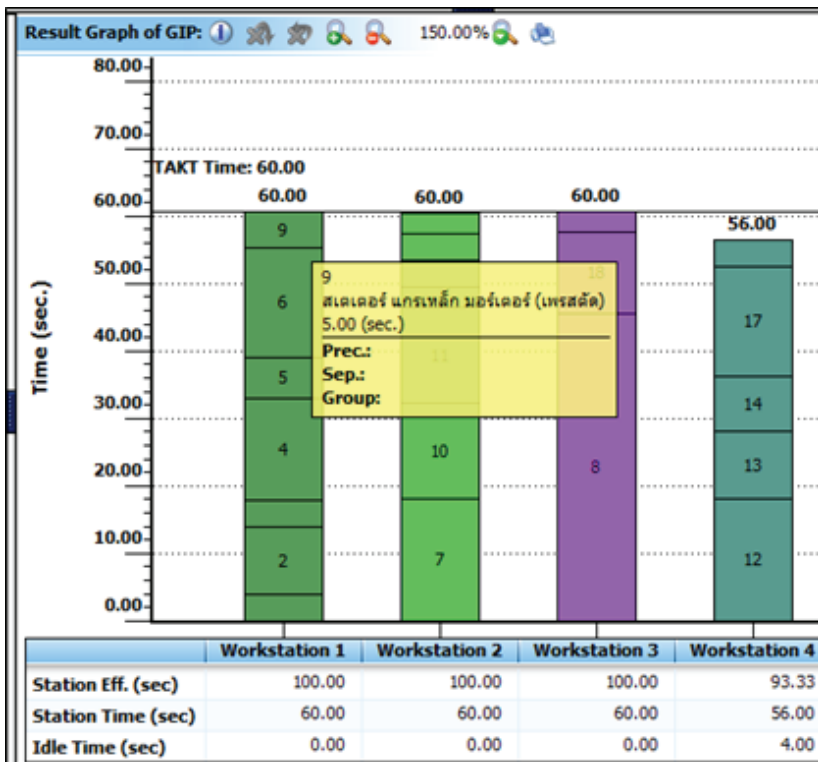 Result Graph of GIP:
150.00%
80.00
70.00
TAKT Time: 60.00
60.00 60.00 60.00
60.00
56.00
50.00
40.00
30.00
20.00
10.00
0.00
Time (sec.)
9
6
5
4
2
11
10
7
18
8
17
14
13
12
9
สเตเตอร์ แกรเหล็ก มอร์เตอร์ (เพรสตัด)
5.00 (sec.)
Prec.:
Sep.:
Group:
Workstation 1 Workstation 2 Workstation 3 Workstation 4
Station Eff. (sec) 100.00 100.00 100.00 93.33
Station Time (sec) 60.00 60.00 60.00 56.00
Idle Time (sec) 0.00 0.00 0.00 4.00